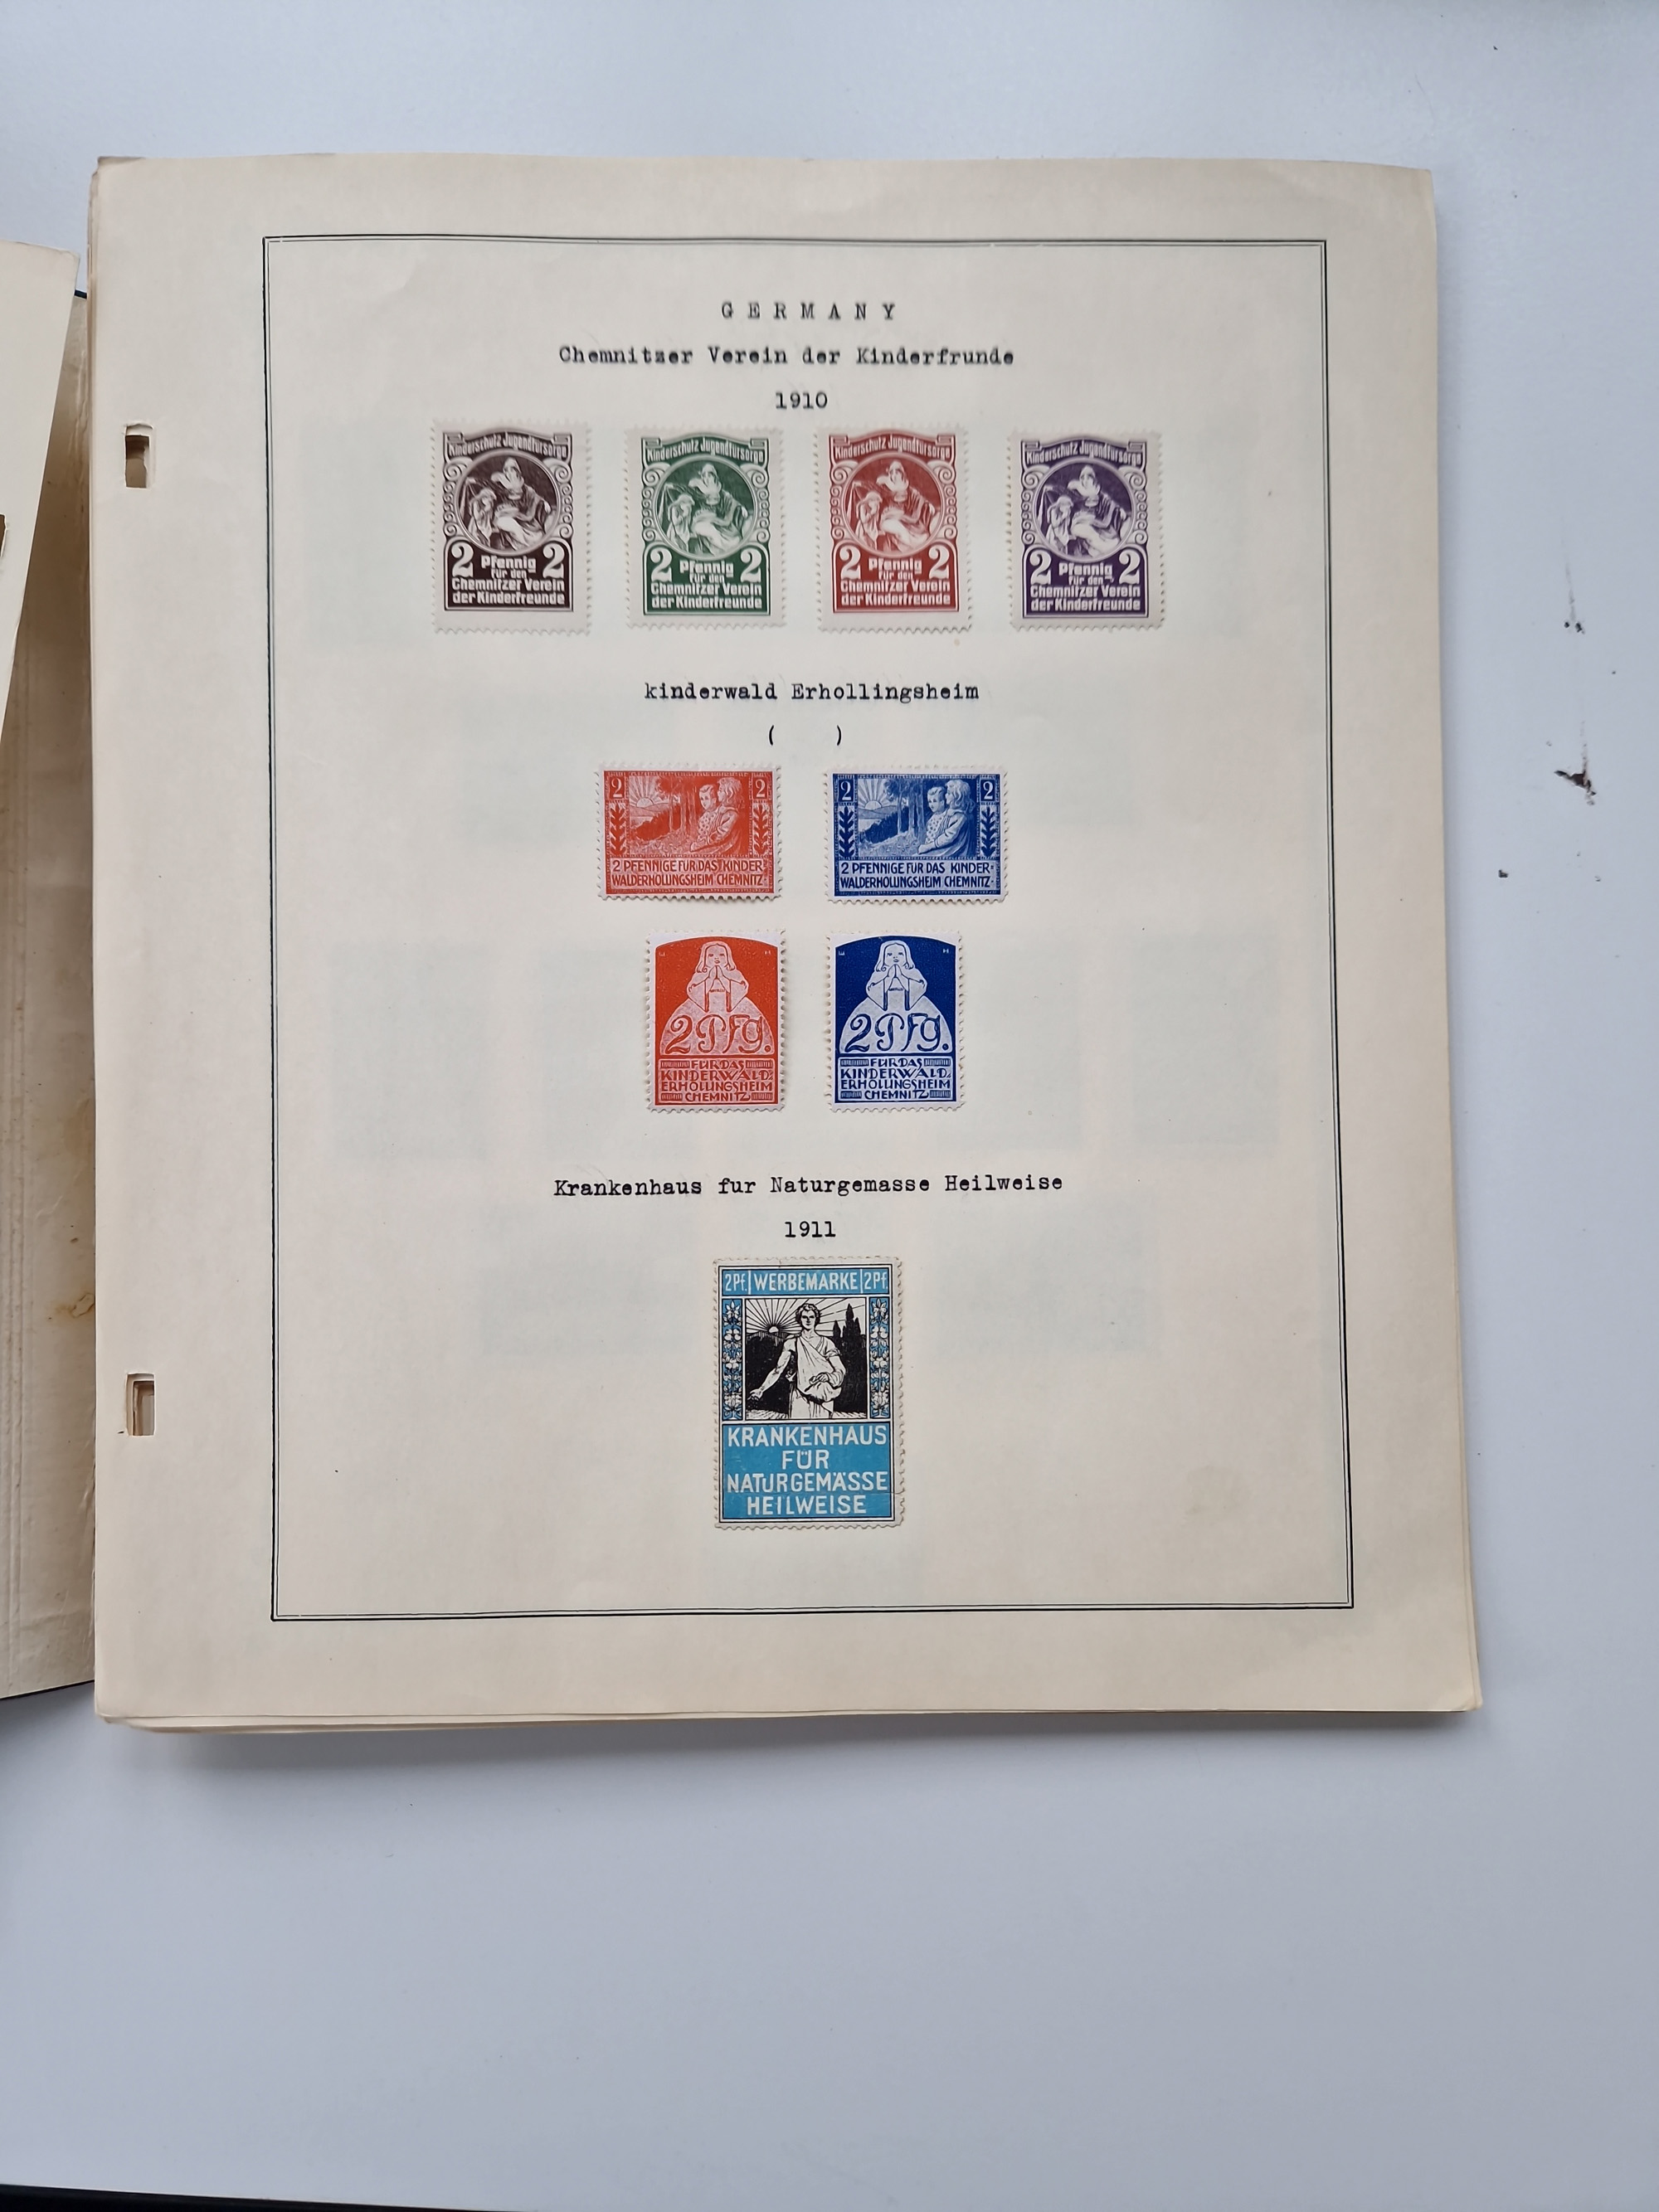 GERMANY
Chemnitzer Verein der Kinderfrunde
1910
Kinderschutz Jugendfürsorge
2 Pfennig 2
für den
Chemnitzer Verein
der Kinderfreunde
Kinderschutz Jugendfürsorge
2 Pfennig 2
für den
Chemnitzer Verein
der Kinderfreunde
Kinderschutz Jugendfürsorge
2 Pfennig 2
für den
Chemnitzer Verein
der Kinderfreunde
Kinderschutz Jugendfürsorge
2 Pfennig 2
für den
Chemnitzer Verein
der Kinderfreunde
kinderwald Erhollingsheim
( )
2 2
2 PFENNIGE FÜR DAS KINDER-
WALDERHOLUNGSHEIM CHEMNITZ·
2 2
2 PFENNIGE FÜR DAS KINDER-
WALDERHOLUNGSHEIM CHEMNITZ·
E H
2 Pfg.
FÜR DAS
KINDERWALD-
ERHOLUNGSHEIM
CHEMNITZ
E H
2 Pfg.
FÜR DAS
KINDERWALD-
ERHOLUNGSHEIM
CHEMNITZ
Krankenhaus fur Naturgemasse Heilweise
1911
2Pf. WERBEMARKE 2Pf.
KRANKENHAUS
FÜR
NATURGEMÄSSE
HEILWEISE